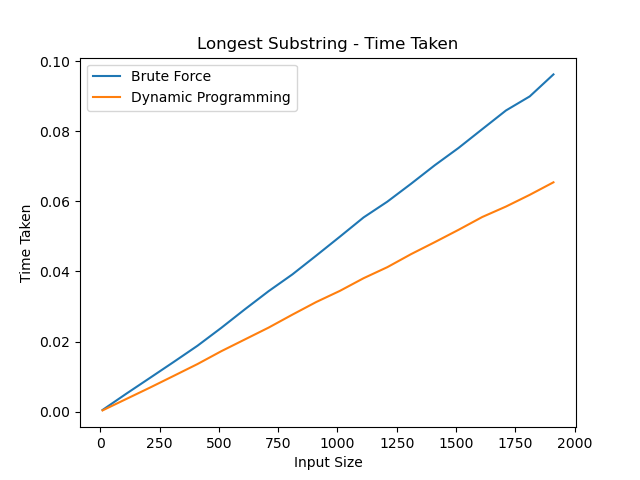 Longest Substring - Time Taken
Brute Force
Dynamic Programming
Time Taken
0.10
0.08
0.06
0.04
0.02
0.00
0 250 500 750 1000 1250 1500 1750 2000
Input Size